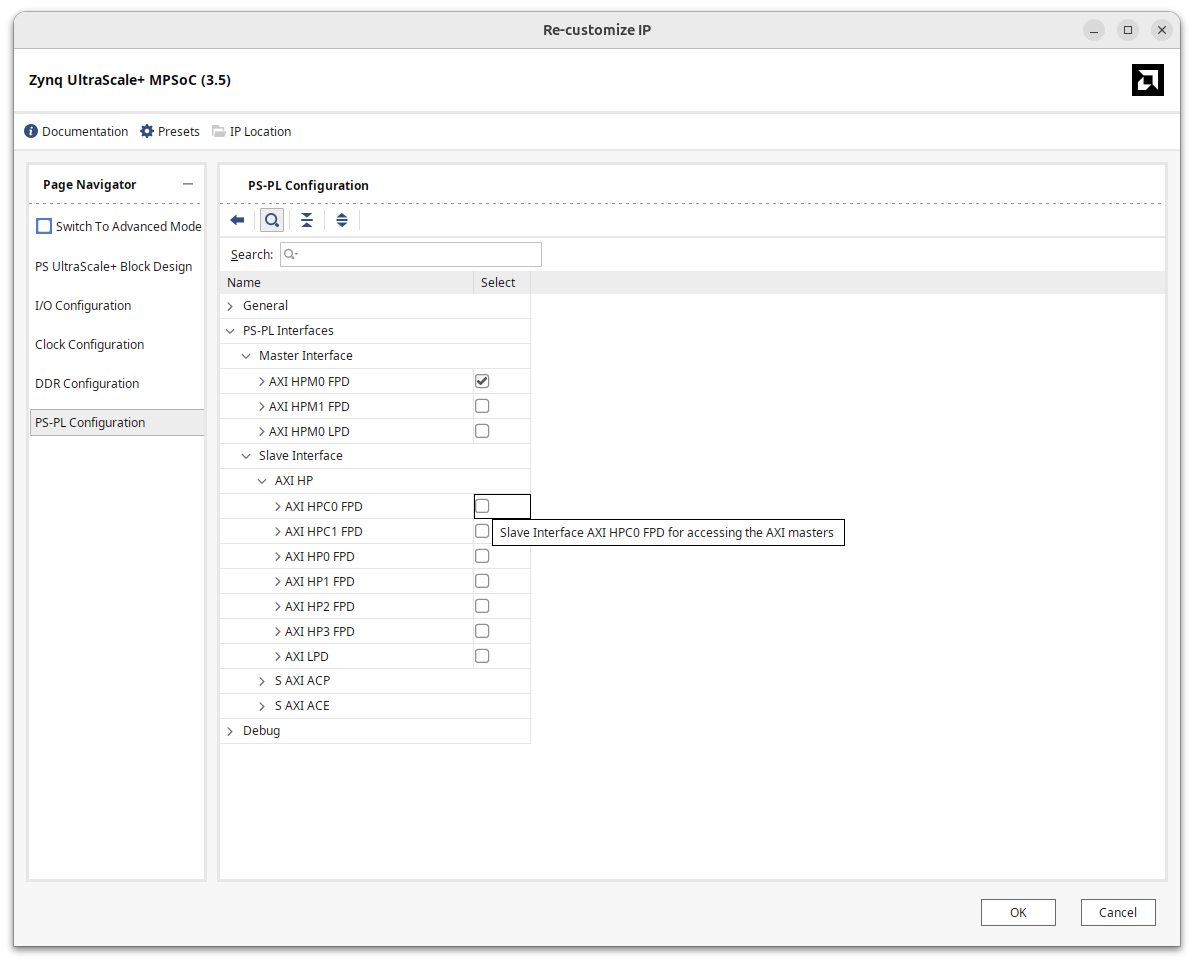 Re-customize IP
Zynq UltraScale+ MPSoC (3.5)
Documentation Presets IP Location
Page Navigator
Switch To Advanced Mode
PS UltraScale+ Block Design
I/O Configuration
Clock Configuration
DDR Configuration
PS-PL Configuration
PS-PL Configuration
Search:
Name Select
General
PS-PL Interfaces
Master Interface
AXI HPM0 FPD
AXI HPM1 FPD
AXI HPM0 LPD
Slave Interface
AXI HP
AXI HPC0 FPD
AXI HPC1 FPD
Slave Interface AXI HPC0 FPD for accessing the AXI masters
AXI HP0 FPD
AXI HP1 FPD
AXI HP2 FPD
AXI HP3 FPD
AXI LPD
S AXI ACP
S AXI ACE
Debug
OK Cancel